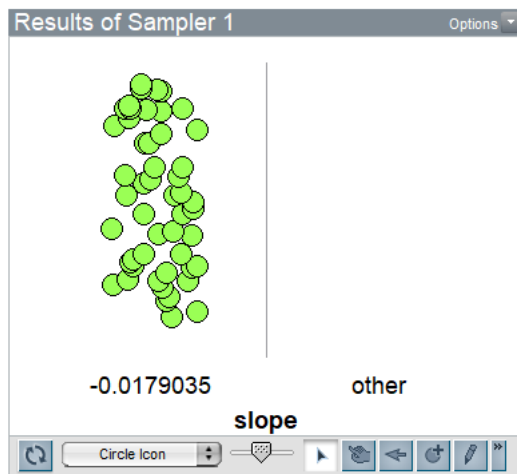 Results of Sampler 1 Options
-0.0179035 other
slope
Circle Icon »